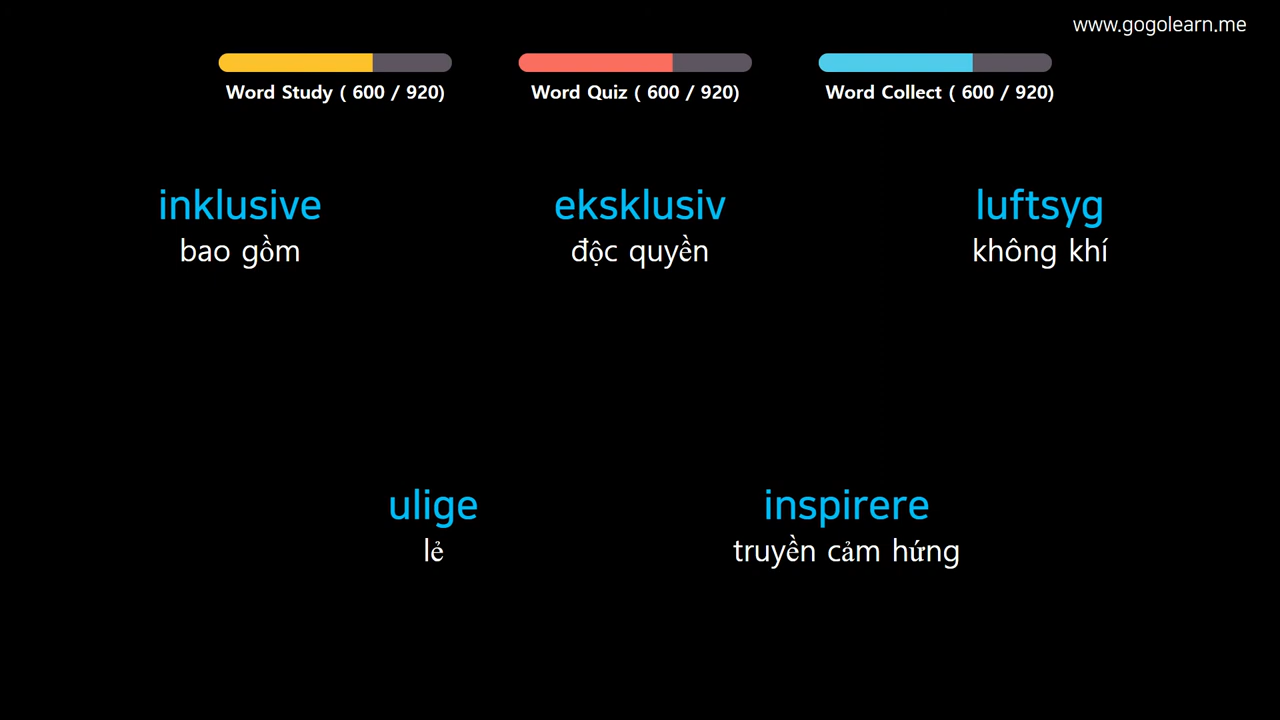 www.gogolearn.me
Word Study ( 600 / 920)
Word Quiz ( 600 / 920)
Word Collect ( 600 / 920)
inklusive
bao gồm
eksklusiv
độc quyền
luftsyg
không khí
ulige
lẻ
inspirere
truyền cảm hứng